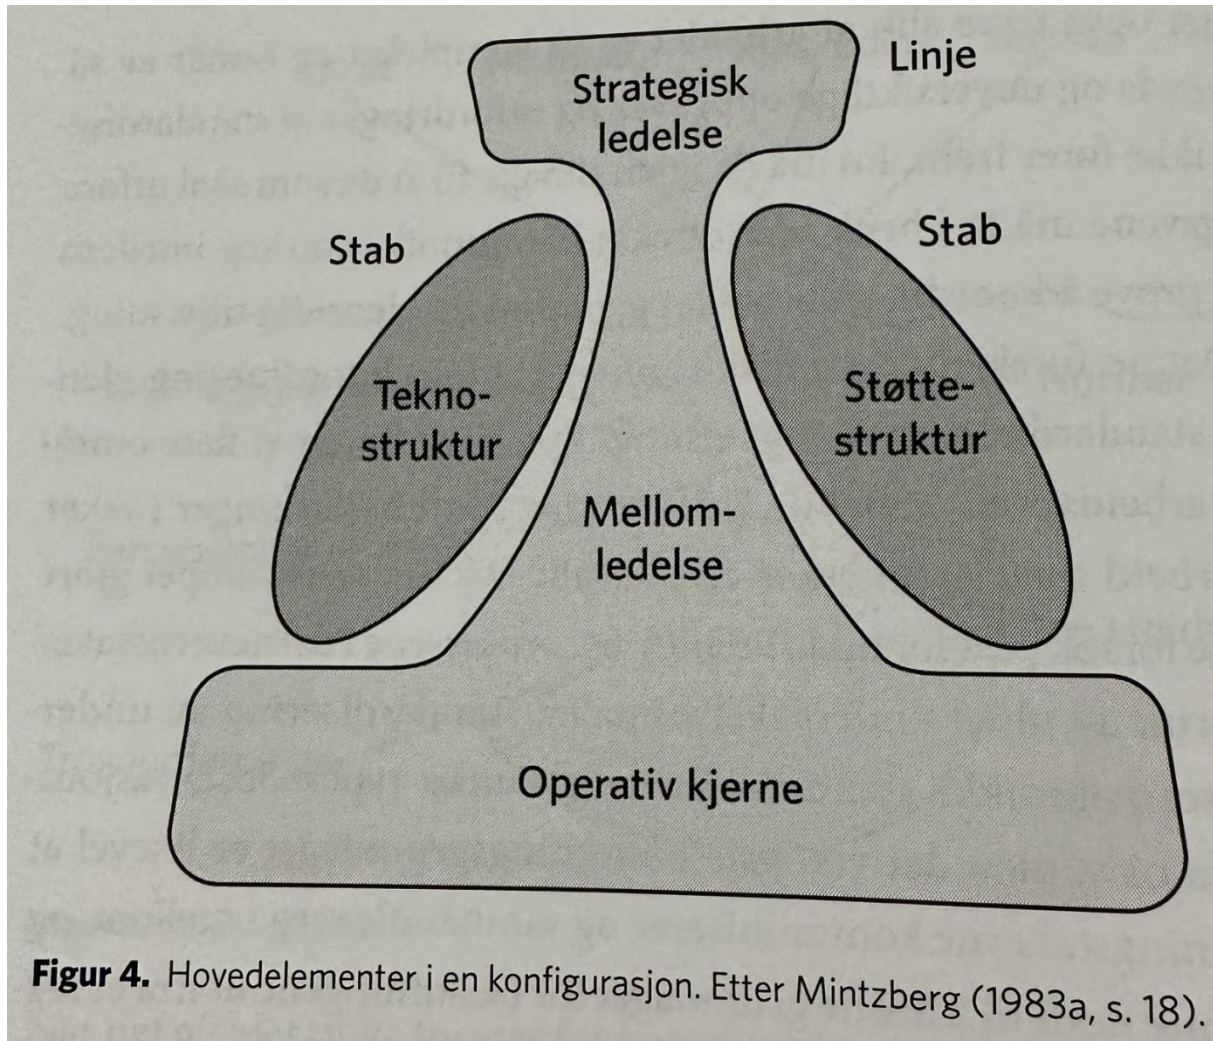 Linje
Strategisk
ledelse
Stab
Stab
Tekno-
struktur
Støtte-
struktur
Mellom-
ledelse
Operativ kjerne
Figur 4. Hovedelementer i en konfigurasjon. Etter Mintzberg (1983a, s. 18).